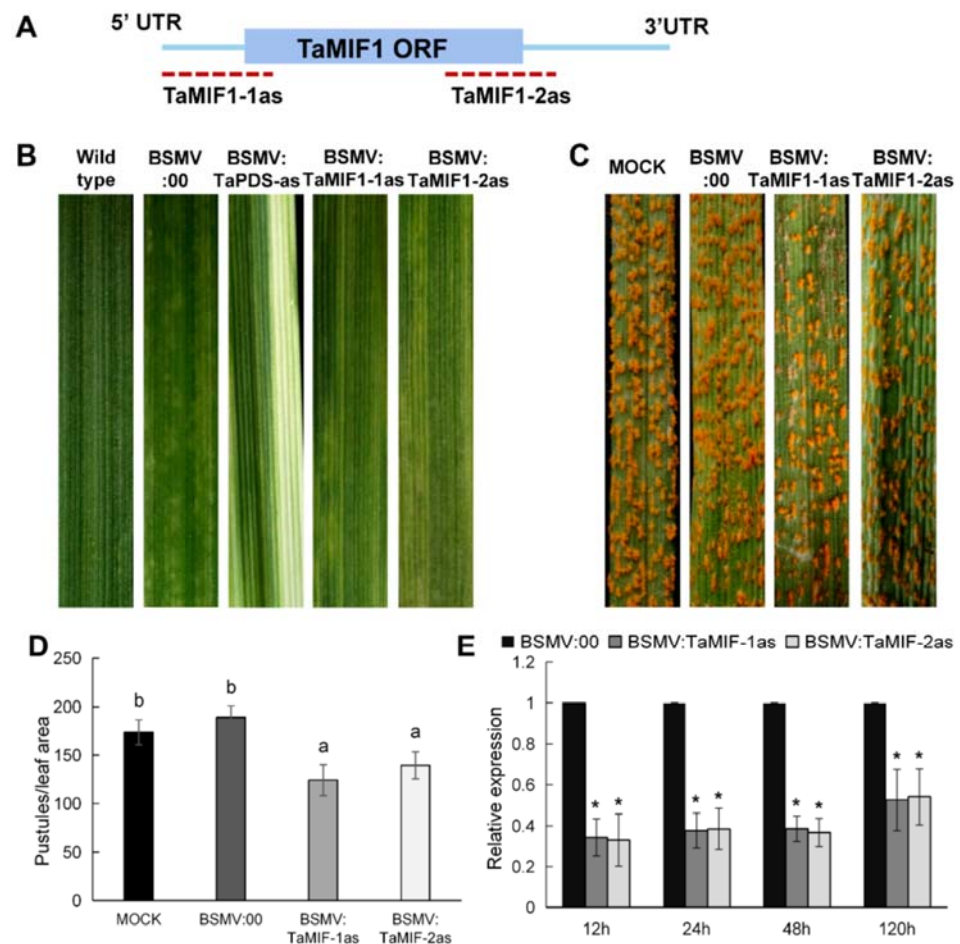 A
5’ UTR
3’UTR
TaMIF1 ORF
TaMIF1-1as
TaMIF1-2as
B
Wild
type
BSMV
:00
BSMV:
TaPDS-as
BSMV:
TaMIF1-1as
BSMV:
TaMIF1-2as
C
MOCK
BSMV
:00
BSMV:
TaMIF1-1as
BSMV:
TaMIF1-2as
D
Pustules/leaf area
250
200
150
100
50
0
b
b
a
a
MOCK
BSMV:00
BSMV:
TaMIF-1as
BSMV:
TaMIF-2as
E
BSMV:00
BSMV:TaMIF-1as
BSMV:TaMIF-2as
Relative expression
1.2
1
0.8
0.6
0.4
0.2
0
* *
* *
* *
* *
12h
24h
48h
120h